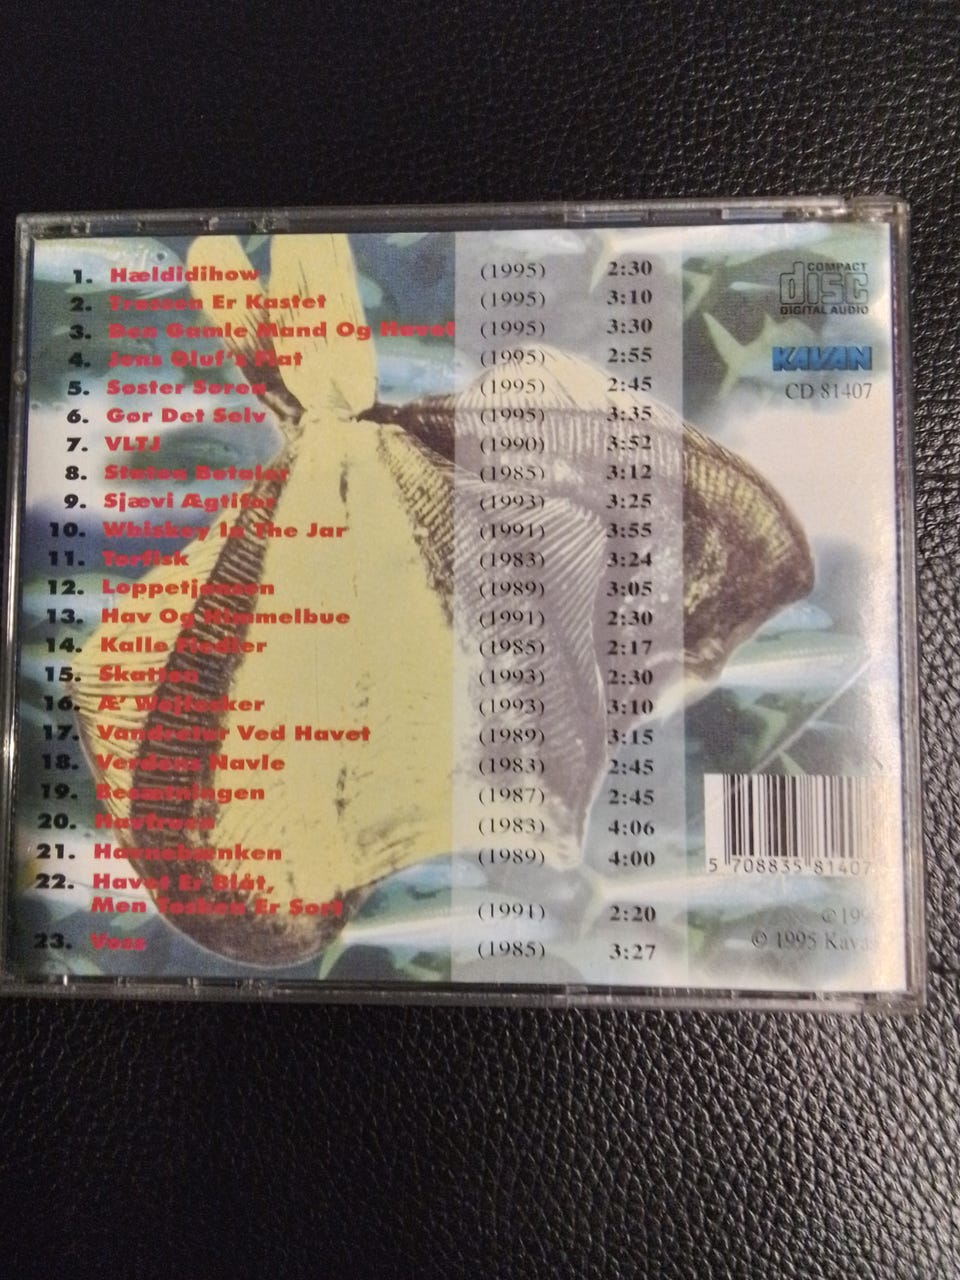 1. Hældidihow (1995) 2:30
2. Trossen Er Kastet (1995) 3:10
3. Den Gamle Mand Og Havet (1995) 3:30
4. Jens Oluf's Flat (1995) 2:55
5. Søster Søren (1995) 2:45
6. Gør Det Selv (1995) 3:35
7. VLTJ (1990) 3:52
8. Staten Betaler (1985) 3:12
9. Sjævi Ægtifor (1993) 3:25
10. Whiskey In The Jar (1991) 3:55
11. Tørfisk (1983) 3:24
12. Loppetjansen (1989) 3:05
13. Hav Og Himmelbue (1991) 2:30
14. Kalle Fiedler (1985) 2:17
15. Skatten (1993) 2:30
16. Æ' Wejfesker (1993) 3:10
17. Vandretur Ved Havet (1989) 3:15
18. Verdens Navle (1983) 2:45
19. Besætningen (1987) 2:45
20. Havfruen (1983) 4:06
21. Havnebænken (1989) 4:00
22. Havet Er Blåt,
Men Tasken Er Sort (1991) 2:20
23. (1985) 3:27
COMPACT
disc
DIGITAL AUDIO
KAVAN
CD 81407
5 708835 81407
© 1995